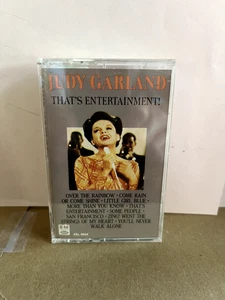 JUDY GARLAND
THAT'S ENTERTAINMENT!
OVER THE RAINBOW · COME RAIN
OR COME SHINE · LITTLE GIRL BLUE ·
MORE THAN YOU KNOW · THAT'S
ENTERTAINMENT · SOME PEOPLE ·
SAN FRANCISCO · ZING! WENT THE
STRINGS OF MY HEART · YOU'LL NEVER
WALK ALONE